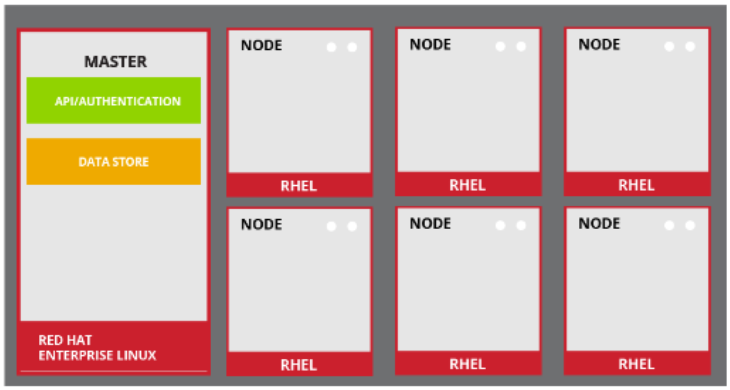 MASTER
API/AUTHENTICATION
DATA STORE
RED HAT
ENTERPRISE LINUX
NODE
RHEL
NODE
RHEL
NODE
RHEL
NODE
RHEL
NODE
RHEL
NODE
RHEL